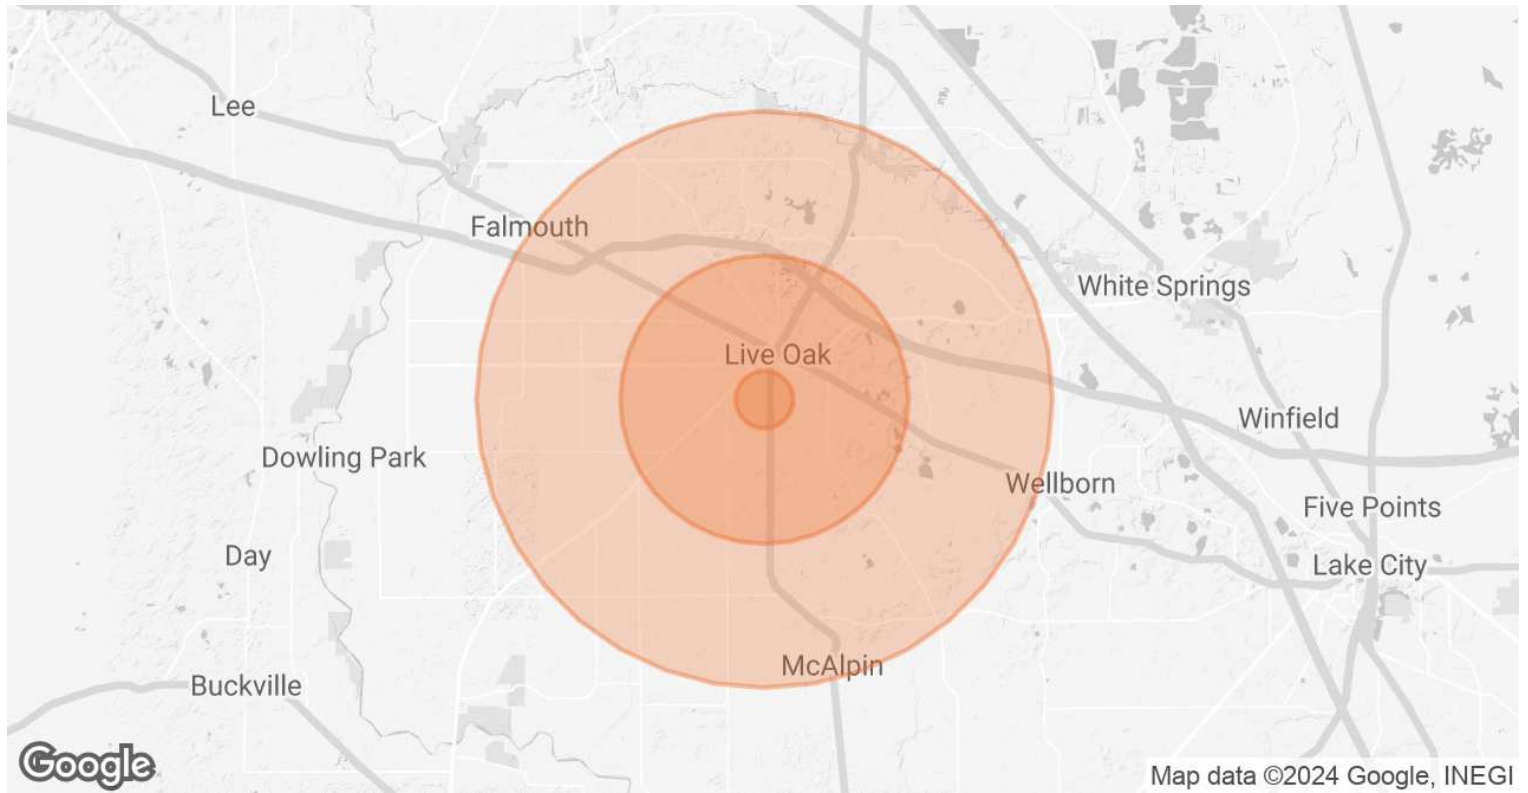 Lee
Falmouth
White Springs
Live Oak
Winfield
Dowling Park
Wellborn
Five Points
Day
Lake City
McAlpin
Buckville
Google
Map data ©2024 Google, INEGI